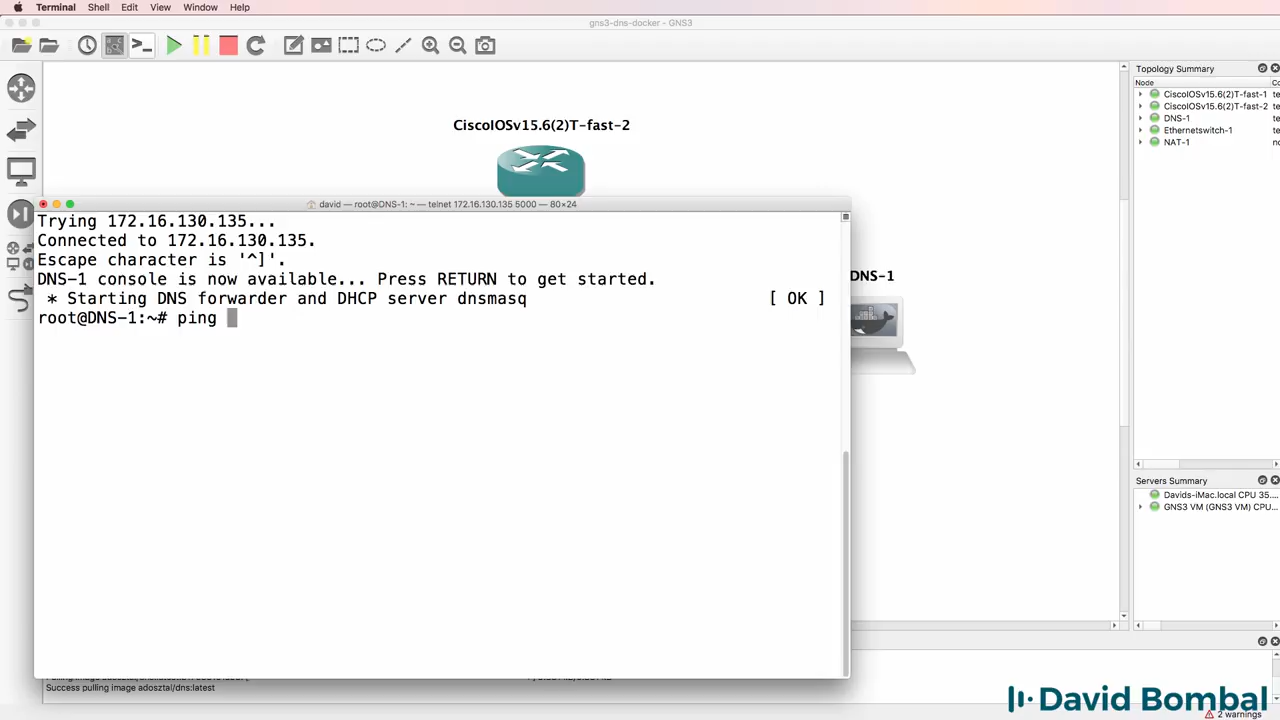 Terminal Shell Edit View Window Help
gns3-dns-docker - GNS3
Topology Summary
Node
CiscoIOSv15.6(2)T-fast-1
CiscoIOSv15.6(2)T-fast-2
DNS-1
Ethernetswitch-1
NAT-1
CiscoIOSv15.6(2)T-fast-2
david — root@DNS-1: ~ — telnet 172.16.130.135 5000 — 80×24
Trying 172.16.130.135...
Connected to 172.16.130.135.
Escape character is '^]'.
DNS-1 console is now available... Press RETURN to get started.
* Starting DNS forwarder and DHCP server dnsmasq [ OK ]
root@DNS-1:~# ping
DNS-1
Servers Summary
Davids-iMac.local CPU 35....
GNS3 VM (GNS3 VM) CPU...
Success pulling image adosztal/dns:latest
David Bombal
2 warnings